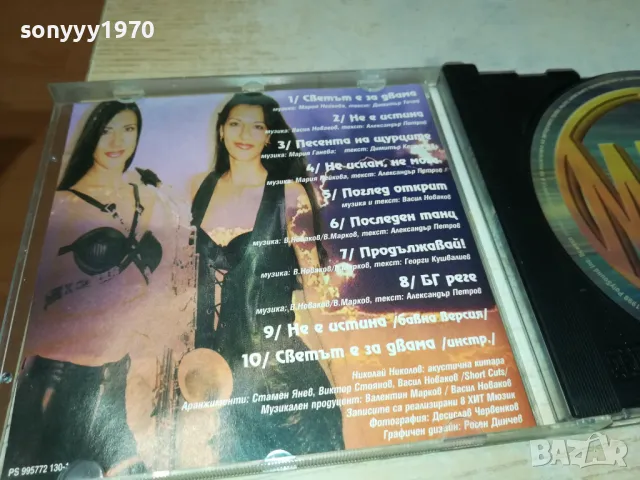 sonyyy1970
1/ Светът е за двама
музика: Мария Нейкова, текст: Димитър
2/ Не е истина
музика: Васил Новаков, текст: Александър Петров
3/ Песента на щурците
музика: Мария Ганева: текст: Димитър
4/ Не искам, не мога.
музика: Мария Нейкова, текст: Александър Петров
5/ Поглед открит
музика и текст: Васил Новаков
6/ Последен танц
музика: В.Новаков/В.Марков, текст: Александър Петров
7/ Продължавай!
музика: В.Новаков/В.Марков, текст: Георги Кушвалиев
8/ БГ реге
музика: В.Новаков/В.Марков, текст: Александър Петров
9/ Не е истина /бавна версия/
10/ Светът е за двама /инстр./
Николай Николов: акустична китара
Аранжименти: Стамен Янев, Виктор Стоянов, Васил Новаков /Short Cuts/
Музикален продуцент: Валентин Марков / Васил Новаков
Записите са реализирани в ХИТ Мюзик
Фотография: Десислав Червенков
Графичен дизайн: Росен Динчев
PS 995772 130-
BAZAR